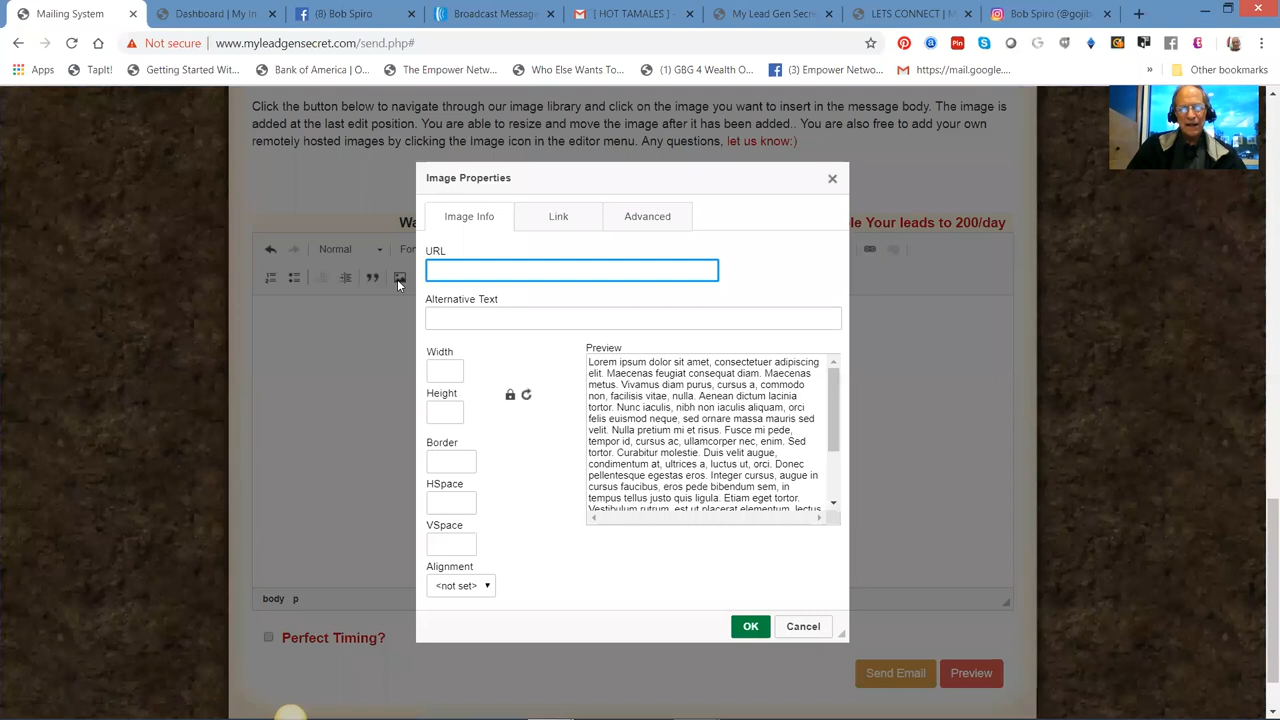 Mailing System
Dashboard | My In
(8) Bob Spiro
Broadcast Message
[ HOT TAMALES ]
My Lead Gen Secre
LETS CONNECT | M
Bob Spiro (@gojib
Not secure | www.myleadgensecret.com/send.php#
Apps
TapIt!
Getting Started Wit...
Bank of America | O...
The Empower Netw...
Who Else Wants To...
(1) GBG 4 Wealth O...
(3) Empower Netwo...
https://mail.google....
»
Other bookmarks
Click the button below to navigate through our image library and click on the image you want to insert in the message body. The image is
added at the last edit position. You are able to resize and move the image after it has been added.. You are also free to add your own
remotely hosted images by clicking the Image icon in the editor menu. Any questions, let us know:)
Image Properties
Image Info
Link
Advanced
le Your leads to 200/day
Normal
URL
Alternative Text
Width
Height
Border
HSpace
VSpace
Alignment
<not set>
Preview
Lorem ipsum dolor sit amet, consectetuer adipiscing
elit. Maecenas feugiat consequat diam. Maecenas
metus. Vivamus diam purus, cursus a, commodo
non, facilisis vitae, nulla. Aenean dictum lacinia
tortor. Nunc iaculis, nibh non iaculis aliquam, orci
felis euismod neque, sed ornare massa mauris sed
velit. Nulla pretium mi et risus. Fusce mi pede,
tempor id, cursus ac, ullamcorper nec, enim. Sed
tortor. Curabitur molestie. Duis velit augue,
condimentum at, ultrices a, luctus ut, orci. Donec
pellentesque egestas eros. Integer cursus, augue in
cursus faucibus, eros pede bibendum sem, in
tempus tellus justo quis ligula. Etiam eget tortor.
Vestibulum rutrum, est ut placerat elementum, lectus
body p
OK
Cancel
Perfect Timing?
Send Email
Preview